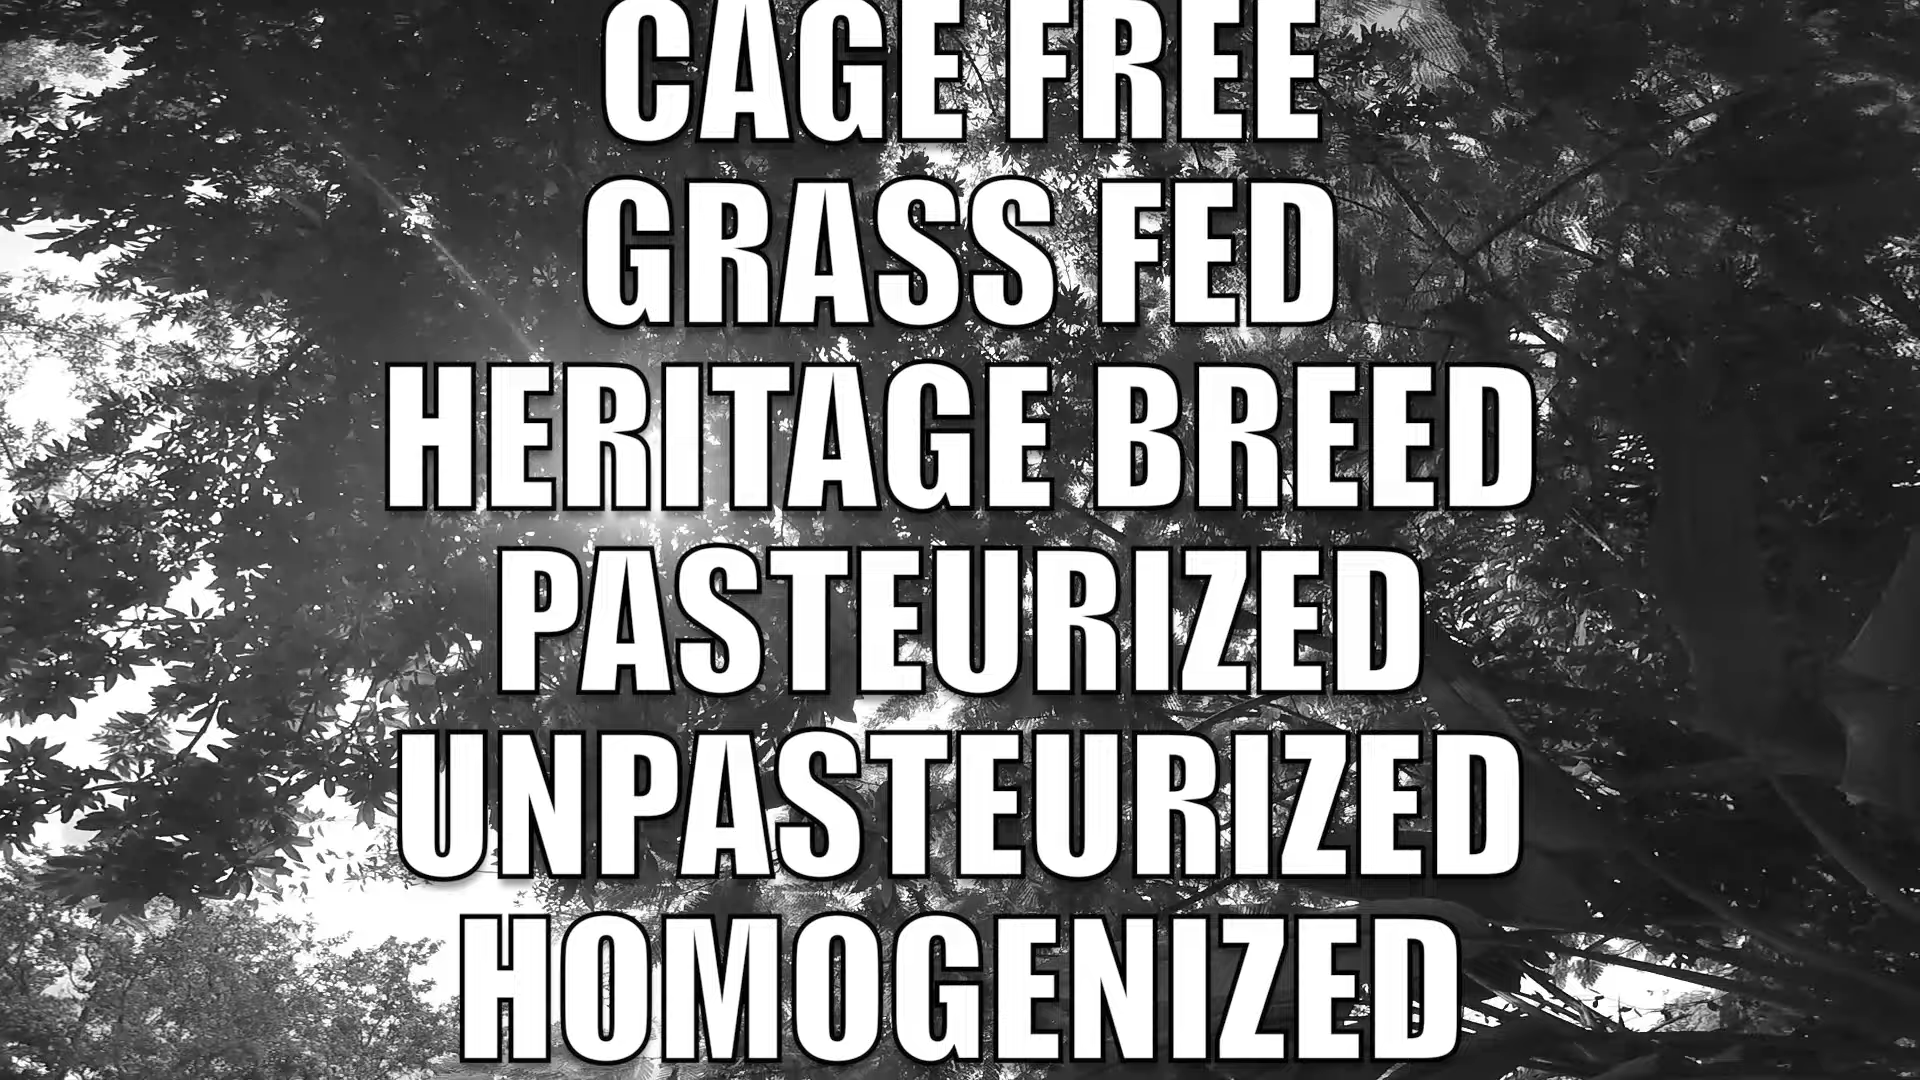 CAGE FREE
GRASS FED
HERITAGE BREED
PASTEURIZED
UNPASTEURIZED
HOMOGENIZED